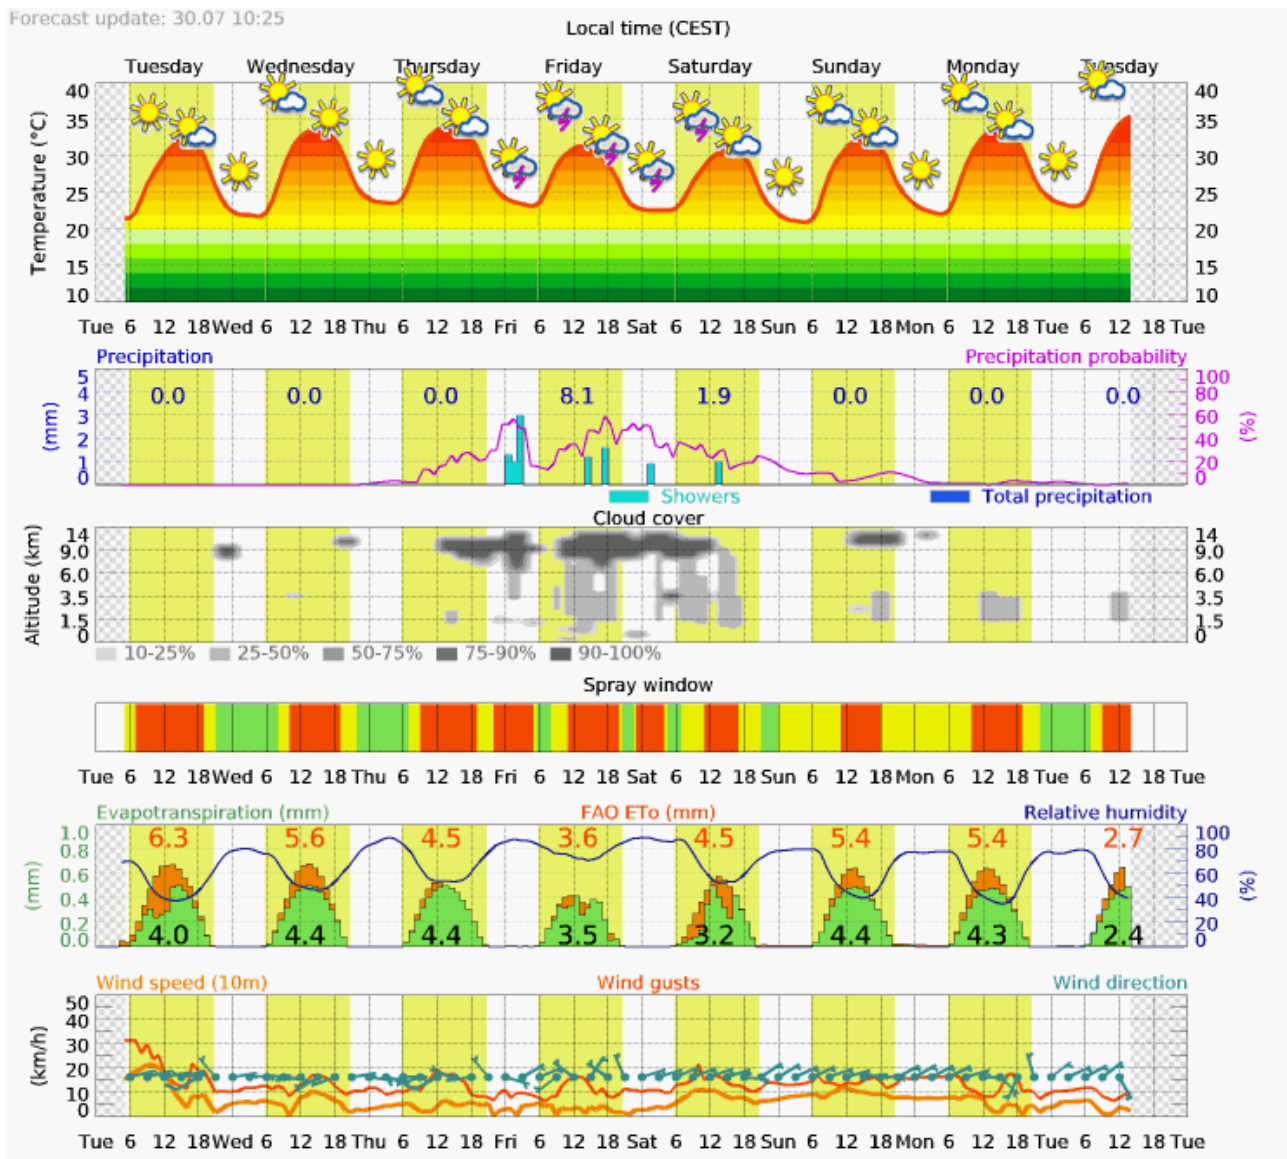 Forecast update: 30.07 10:25
Local time (CEST)
Tuesday Wednesday Thursday Friday Saturday Sunday Monday Tuesday
Temperature (°C)
40 40
35 35
30 30
25 25
20 20
15 15
10 10
Tue 6 12 18 Wed 6 12 18 Thu 6 12 18 Fri 6 12 18 Sat 6 12 18 Sun 6 12 18 Mon 6 12 18 Tue 6 12 18 Tue
Precipitation Precipitation probability
(mm) (%)
5 100
4 80
3 60
2 40
1 20
0 0
0.0 0.0 0.0 8.1 1.9 0.0 0.0 0.0
Showers Total precipitation
Cloud cover
Altitude (km)
14 14
9.0 9.0
6.0 6.0
3.5 3.5
1.5 1.5
0 0
10-25% 25-50% 50-75% 75-90% 90-100%
Spray window
Tue 6 12 18 Wed 6 12 18 Thu 6 12 18 Fri 6 12 18 Sat 6 12 18 Sun 6 12 18 Mon 6 12 18 Tue 6 12 18 Tue
Evapotranspiration (mm) FAO ETo (mm) Relative humidity
(mm) (%)
1.0 100
0.8 80
0.6 60
0.4 40
0.2 20
0.0 0
6.3 5.6 4.5 3.6 4.5 5.4 5.4 2.7
4.0 4.4 4.4 3.5 3.2 4.4 4.3 2.4
Wind speed (10m) Wind gusts Wind direction
(km/h)
50
40
30
20
10
0
Tue 6 12 18 Wed 6 12 18 Thu 6 12 18 Fri 6 12 18 Sat 6 12 18 Sun 6 12 18 Mon 6 12 18 Tue 6 12 18 Tue